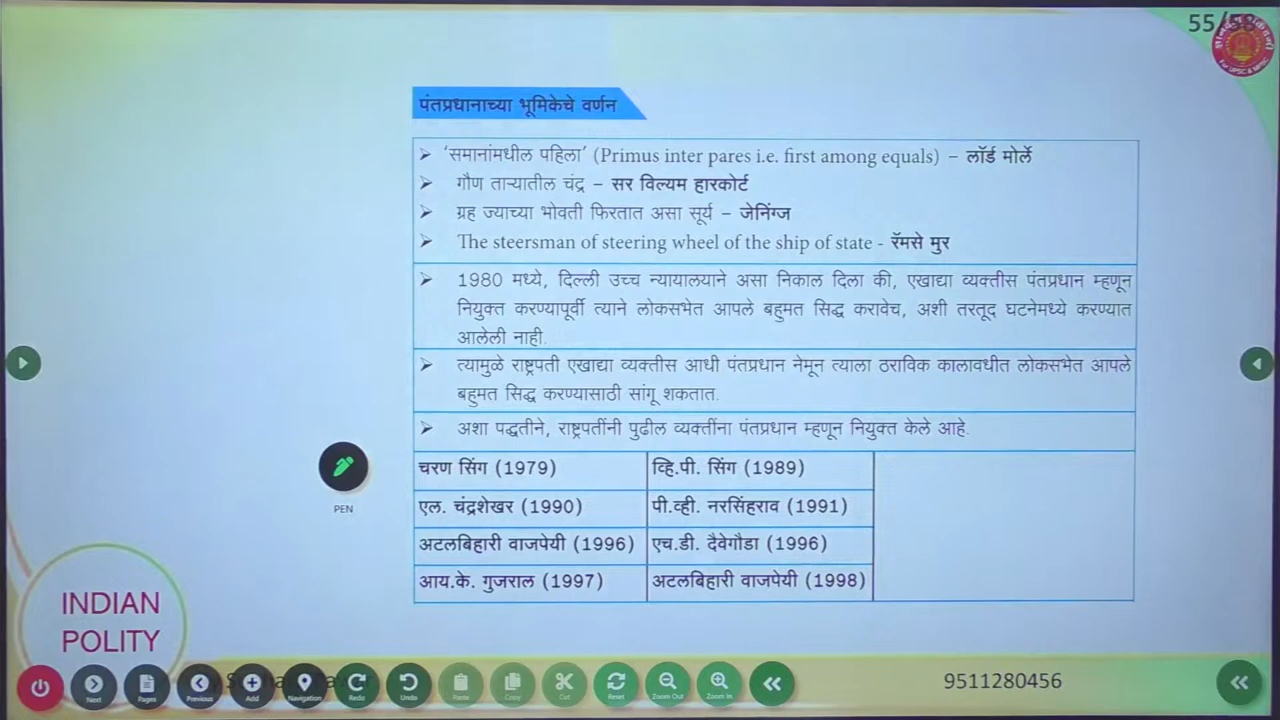 55/
ज्ञानदीप अकॅडमी
For UPSC & MPSC
पंतप्रधानाच्या भूमिकेचे वर्णन
➢ ‘समानांमधील पहिला’ (Primus inter pares i.e. first among equals) – लॉर्ड मोर्ले
➢ गौण ताऱ्यातील चंद्र – सर विल्यम हारकोर्ट
➢ ग्रह ज्याच्या भोवती फिरतात असा सूर्य – जेनिंग्ज
➢ The steersman of steering wheel of the ship of state - रॅमसे मुर
➢ 1980 मध्ये, दिल्ली उच्च न्यायालयाने असा निकाल दिला की, एखाद्या व्यक्तीस पंतप्रधान म्हणून
नियुक्त करण्यापूर्वी त्याने लोकसभेत आपले बहुमत सिद्ध करावेच, अशी तरतूद घटनेमध्ये करण्यात
आलेली नाही.
➢ त्यामुळे राष्ट्रपती एखाद्या व्यक्तीस आधी पंतप्रधान नेमून त्याला ठराविक कालावधीत लोकसभेत आपले
बहुमत सिद्ध करण्यासाठी सांगू शकतात.
➢ अशा पद्धतीने, राष्ट्रपतींनी पुढील व्यक्तींना पंतप्रधान म्हणून नियुक्त केले आहे.
चरण सिंग (1979) व्हि.पी. सिंग (1989)
एल. चंद्रशेखर (1990) पी.व्ही. नरसिंहराव (1991)
अटलबिहारी वाजपेयी (1996) एच.डी. दैवेगौडा (1996)
आय.के. गुजराल (1997) अटलबिहारी वाजपेयी (1998)
PEN
INDIAN
POLITY
9511280456
Next Pages Previous Add Navigation Redo Undo Paste Copy Cut Reset Zoom Out Zoom In